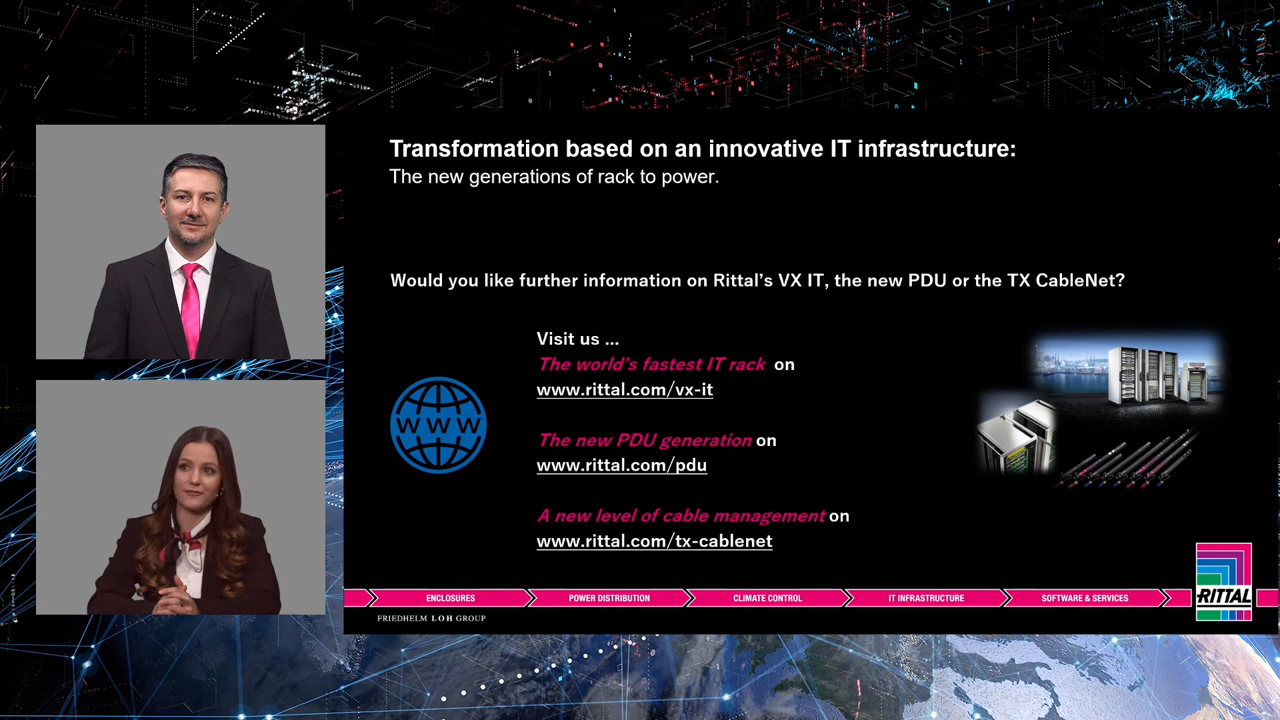 Transformation based on an innovative IT infrastructure:
The new generations of rack to power.
Would you like further information on Rittal's VX IT, the new PDU or the TX CableNet?
Visit us ...
The world's fastest IT rack on
www.rittal.com/vx-it
WWW
The new PDU generation on
www.rittal.com/pdu
A new level of cable management on
www.rittal.com/tx-cablenet
ENCLOSURES
POWER DISTRIBUTION
CLIMATE CONTROL
IT INFRASTRUCTURE
SOFTWARE & SERVICES
RITTAL
FRIEDHELM LOH GROUP